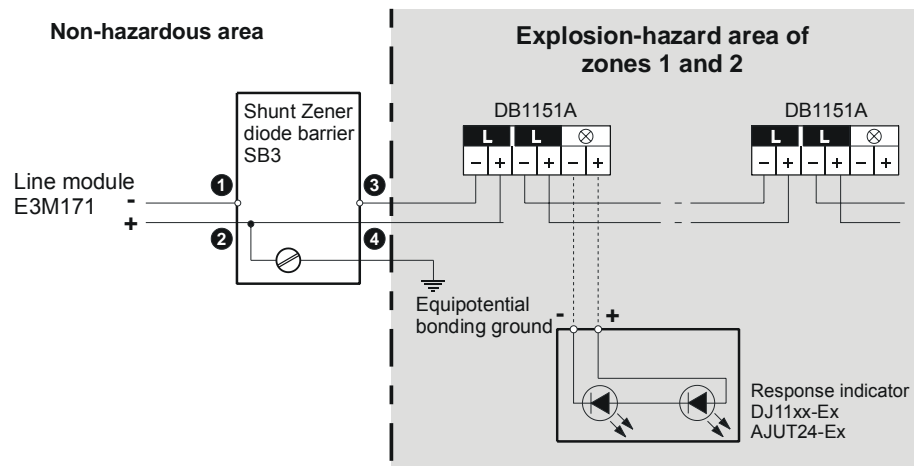 Non-hazardous area
Explosion-hazard area of
zones 1 and 2
Shunt Zener
diode barrier
SB3
DB1151A
DB1151A
L L
L L
- + - + - +
- + - + - +
Line module
E3M171
-
+
1
2
3
4
Equipotential
bonding ground
- +
Response indicator
DJ11xx-Ex
AJUT24-Ex